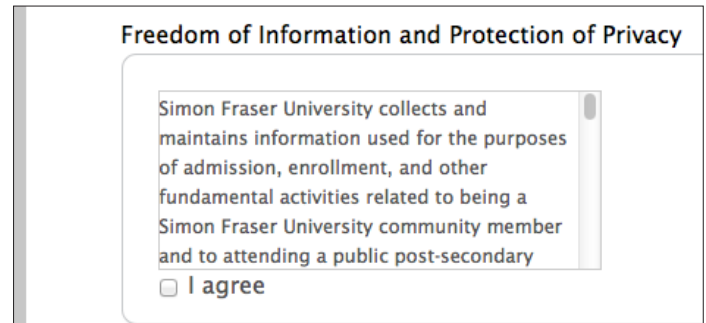 Freedom of Information and Protection of Privacy
Simon Fraser University collects and
maintains information used for the purposes
of admission, enrollment, and other
fundamental activities related to being a
Simon Fraser University community member
and to attending a public post-secondary
I agree